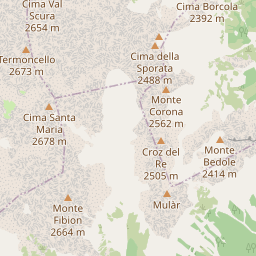 Cima Val
Scura
2654 m
Cima Borcola
2392 m
Termoncello
2673 m
Cima della
Sporata
2488 m
Monte
Corona
2562 m
Cima Santa
Maria
2678 m
Croz del
Re
2505 m
Monte
Bedole
2414 m
Monte
Fibion
2664 m
Mulàr